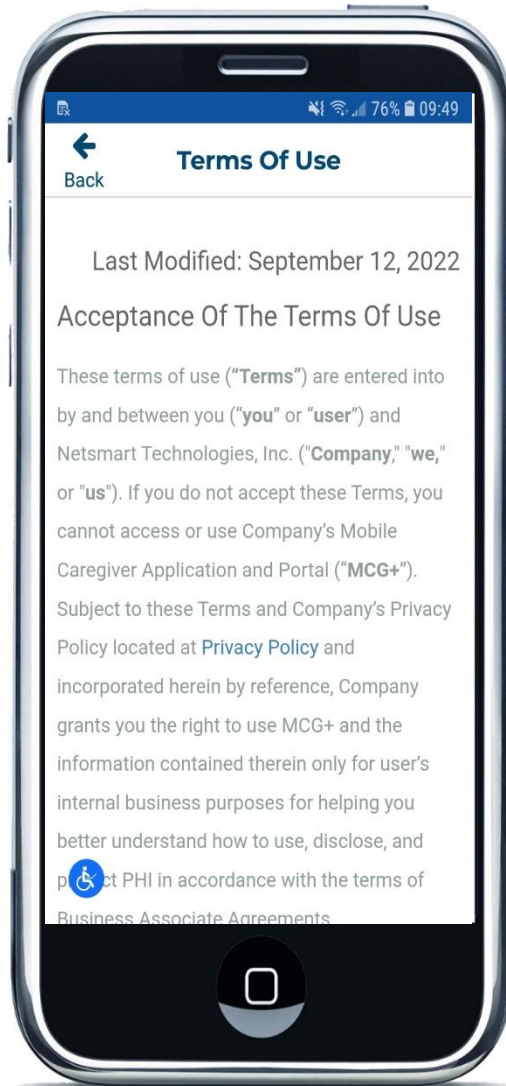 76% 09:49
Back
Terms Of Use
Last Modified: September 12, 2022
Acceptance Of The Terms Of Use
These terms of use (“Terms”) are entered into
by and between you (“you” or “user”) and
Netsmart Technologies, Inc. ("Company," "we,"
or "us"). If you do not accept these Terms, you
cannot access or use Company’s Mobile
Caregiver Application and Portal (“MCG+”).
Subject to these Terms and Company’s Privacy
Policy located at Privacy Policy and
incorporated herein by reference, Company
grants you the right to use MCG+ and the
information contained therein only for user’s
internal business purposes for helping you
better understand how to use, disclose, and
PHI in accordance with the terms of
Business Associate Agreements.